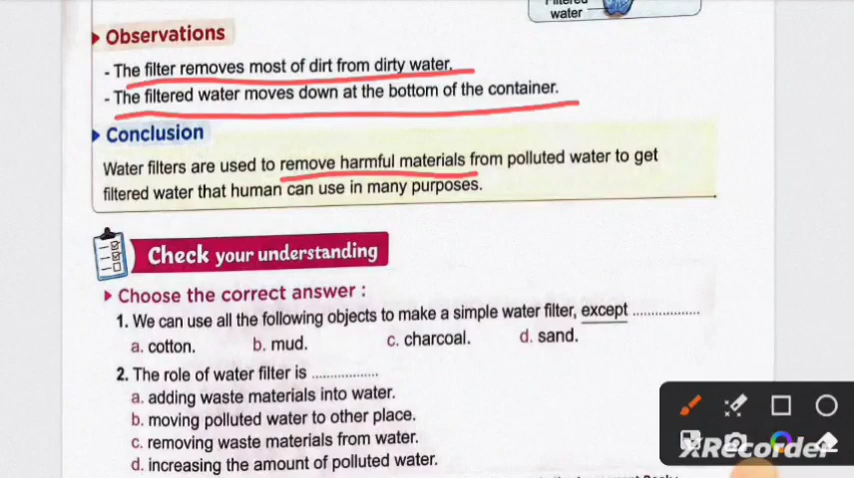 water
Observations
- The filter removes most of dirt from dirty water.
- The filtered water moves down at the bottom of the container.
Conclusion
Water filters are used to remove harmful materials from polluted water to get
filtered water that human can use in many purposes.
Check your understanding
Choose the correct answer :
1. We can use all the following objects to make a simple water filter, except ..................
a. cotton. b. mud. c. charcoal. d. sand.
2. The role of water filter is .................
a. adding waste materials into water.
b. moving polluted water to other place.
c. removing waste materials from water.
d. increasing the amount of polluted water.
XRecorder